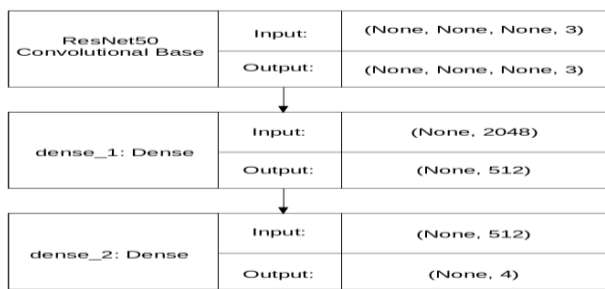 ResNet50
Convolutional Base
Input:
(None, None, None, 3)
Output:
(None, None, None, 3)
dense_1: Dense
Input:
(None, 2048)
Output:
(None, 512)
dense_2: Dense
Input:
(None, 512)
Output:
(None, 4)